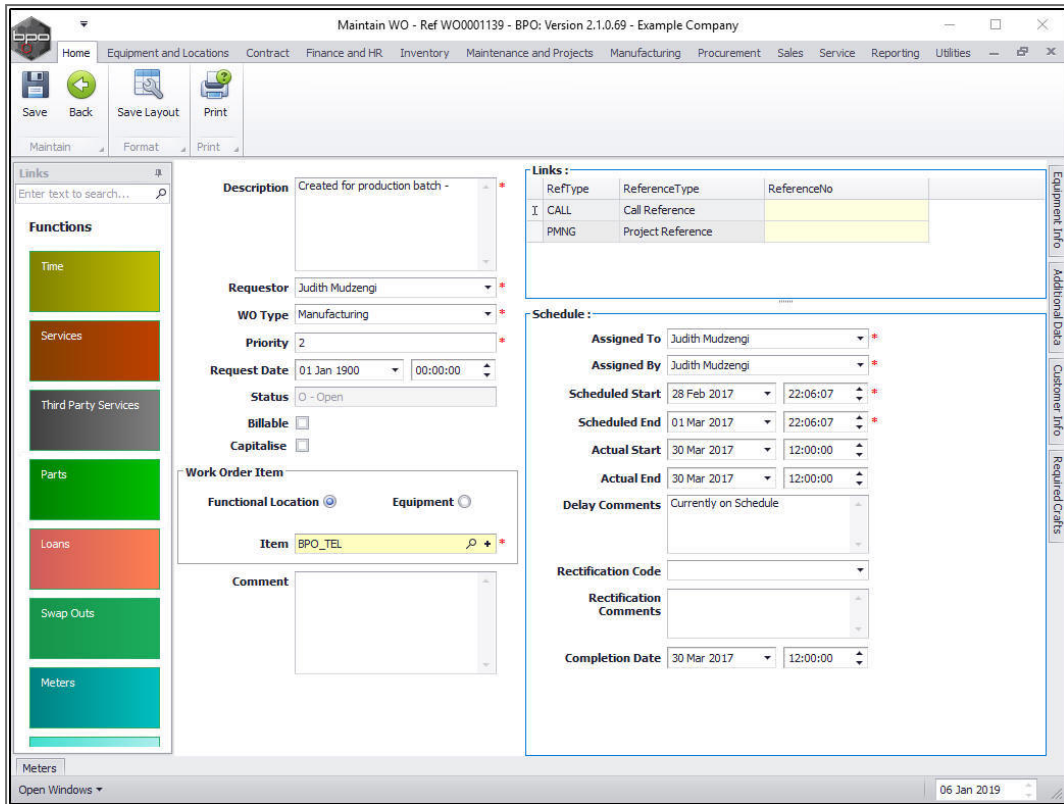 Maintain WO - Ref WO0001139 - BPO: Version 2.1.0.69 - Example Company
bpo
Home Equipment and Locations Contract Finance and HR Inventory Maintenance and Projects Manufacturing Procurement Sales Service Reporting Utilities
Save Back Save Layout Print
Maintain Format Print
Links
Enter text to search...
Functions
Time
Services
Third Party Services
Parts
Loans
Swap Outs
Meters
Description Created for production batch - *
Requestor Judith Mudzengi *
WO Type Manufacturing *
Priority 2 *
Request Date 01 Jan 1900 00:00:00
Status O - Open
Billable
Capitalise
Work Order Item
Functional Location Equipment
Item BPO_TEL *
Comment
Links :
RefType ReferenceType ReferenceNo
CALL Call Reference
PMNG Project Reference
Schedule :
Assigned To Judith Mudzengi *
Assigned By Judith Mudzengi *
Scheduled Start 28 Feb 2017 22:06:07 *
Scheduled End 01 Mar 2017 22:06:07 *
Actual Start 30 Mar 2017 12:00:00
Actual End 30 Mar 2017 12:00:00
Delay Comments Currently on Schedule
Rectification Code
Rectification
Comments
Completion Date 30 Mar 2017 12:00:00
Equipment Info
Additional Data
Customer Info
Required Crafts
Meters
Open Windows 06 Jan 2019